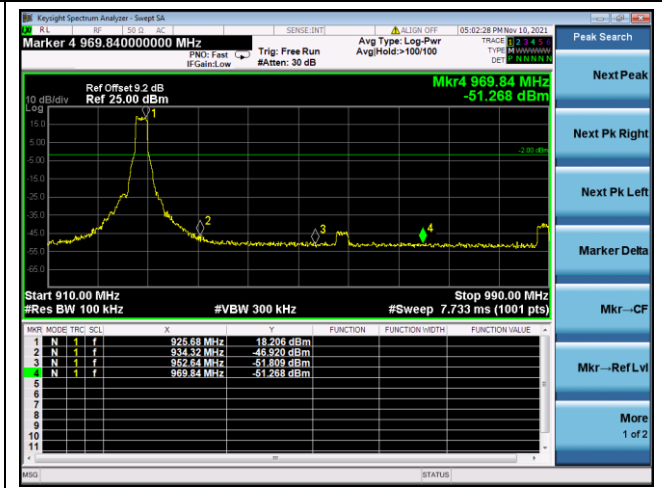 Keysight Spectrum Analyzer - Swept SA
RL RF 50 Ω AC SENSE:INT ALIGN OFF 05:02:28 PM Nov 10, 2021
Marker 4 969.840000000 MHz
PNO: Fast
IFGain:Low
Trig: Free Run
#Atten: 30 dB
Avg Type: Log-Pwr
Avg|Hold:>100/100
TRACE 1 2 3 4 5 6
TYPE MWWWWW
DET P N N N N N
Peak Search
Next Peak
Next Pk Right
Next Pk Left
Marker Delta
Mkr→CF
Mkr→RefLvl
More
1 of 2
Ref Offset 9.2 dB
Ref 25.00 dBm
10 dB/div
Log
Mkr4 969.84 MHz
-51.268 dBm
15.0
5.00
-5.00
-15.0
-25.0
-35.0
-45.0
-55.0
-65.0
-2.00 dBm
1
2
3
4
Start 910.00 MHz
Stop 990.00 MHz
#Res BW 100 kHz
#VBW 300 kHz
#Sweep 7.733 ms (1001 pts)
MKR MODE TRC SCL X Y FUNCTION FUNCTION WIDTH FUNCTION VALUE
1 N 1 f 925.68 MHz 18.206 dBm
2 N 1 f 934.32 MHz -46.920 dBm
3 N 1 f 952.64 MHz -51.809 dBm
4 N 1 f 969.84 MHz -51.268 dBm
5
6
7
8
9
10
11
MSG STATUS